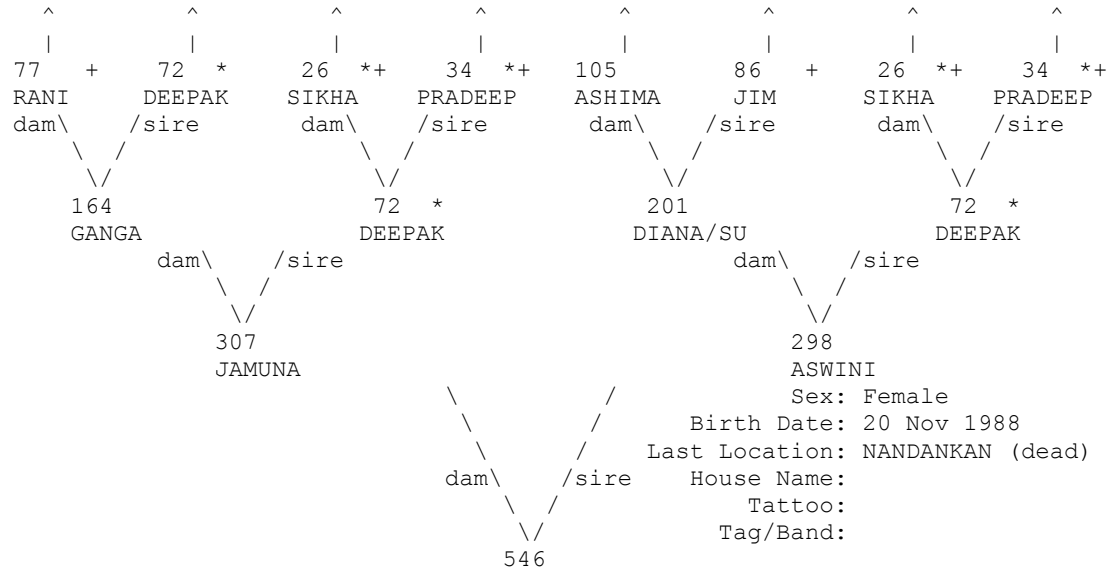 ^ ^ ^ ^ ^ ^ ^ ^
| | | | | | | |
77 + 72 * 26 *+ 34 *+ 105 86 + 26 *+ 34 *+
RANI DEEPAK SIKHA PRADEEP ASHIMA JIM SIKHA PRADEEP
dam\ /sire dam\ /sire dam\ /sire dam\ /sire
\ / \ / \ / \ /
\/ \/ \/ \/
164 72 * 201 72 *
GANGA DEEPAK DIANA/SU DEEPAK
dam\ /sire dam\ /sire
\ / \ /
\/ \/
307 298
JAMUNA ASWINI
\ / Sex: Female
\ / Birth Date: 20 Nov 1988
\ / Last Location: NANDANKAN (dead)
dam\ /sire House Name:
\ / Tattoo:
\/ Tag/Band:
546